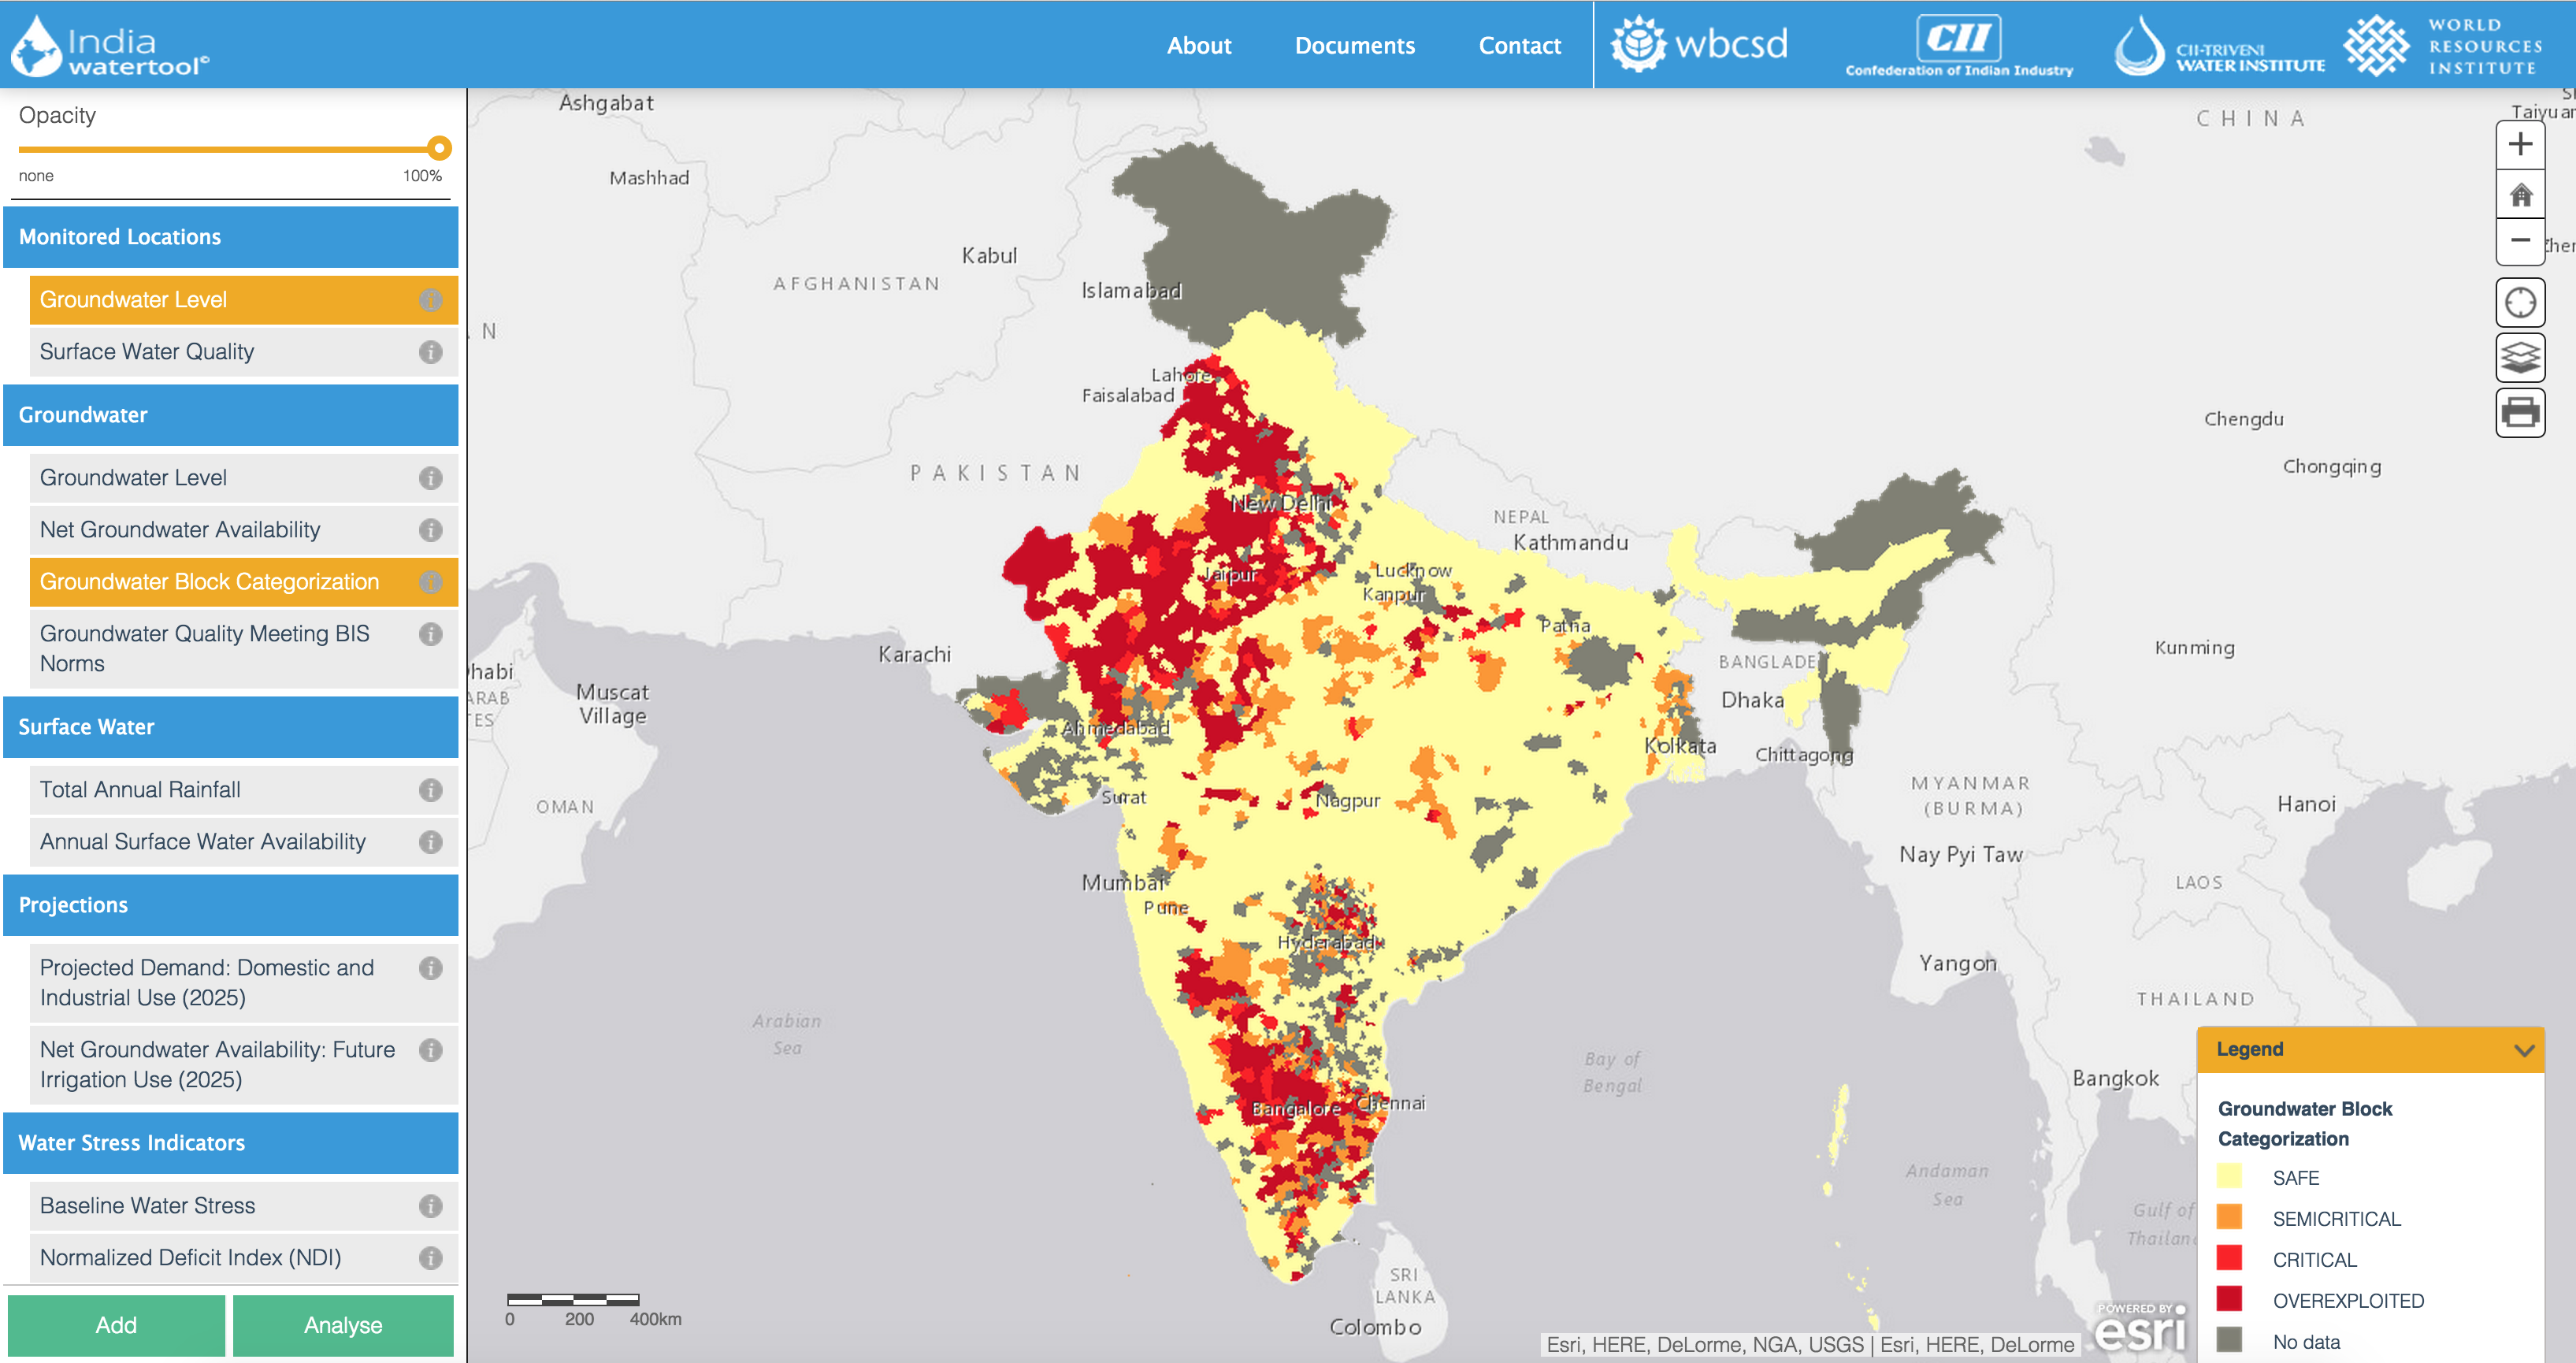 India
watertool©
About
Documents
Contact
wbcsd
CII
Confederation of Indian Industry
CII-TRIVENI
WATER INSTITUTE
WORLD
RESOURCES
INSTITUTE
Opacity
none
100%
Monitored Locations
Groundwater Level
Surface Water Quality
Groundwater
Groundwater Level
Net Groundwater Availability
Groundwater Block Categorization
Groundwater Quality Meeting BIS
Norms
Surface Water
Total Annual Rainfall
Annual Surface Water Availability
Projections
Projected Demand: Domestic and
Industrial Use (2025)
Net Groundwater Availability: Future
Irrigation Use (2025)
Water Stress Indicators
Baseline Water Stress
Normalized Deficit Index (NDI)
Add
Analyse
Ashgabat
CHINA
Mashhad
Kabul
AFGHANISTAN
Islamabad
Lahore
Faisalabad
Chengdu
Chongqing
PAKISTAN
New Delhi
NEPAL
Kathmandu
Jaipur
Lucknow
Kanpur
Patna
Karachi
BANGLADE
Kunming
Muscat
Village
Dhaka
Ahmedabad
Kolkata
Chittagong
OMAN
Surat
Nagpur
MYANMAR
(BURMA)
Hanoi
Nay Pyi Taw
Mumbai
Pune
LAOS
Hyderabad
Yangon
THAILAND
Arabian
Sea
Bay of
Bengal
Bangkok
Bangalore
Chennai
Andaman
Sea
Gulf of
SRI
LANKA
Colombo
0
200
400km
Legend
Groundwater Block
Categorization
SAFE
SEMICRITICAL
CRITICAL
OVEREXPLOITED
No data
POWERED BY
esri
Esri, HERE, DeLorme, NGA, USGS | Esri, HERE, DeLorme